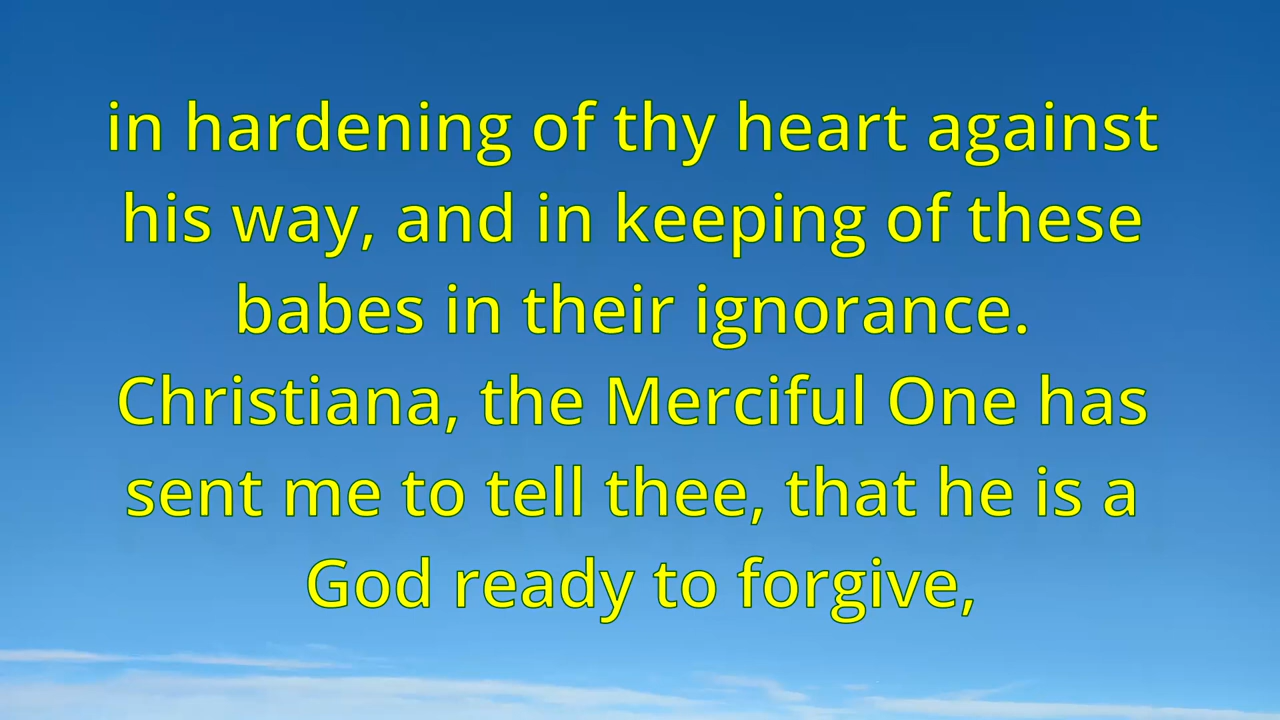 in hardening of thy heart against
his way, and in keeping of these
babes in their ignorance.
Christiana, the Merciful One has
sent me to tell thee, that he is a
God ready to forgive,